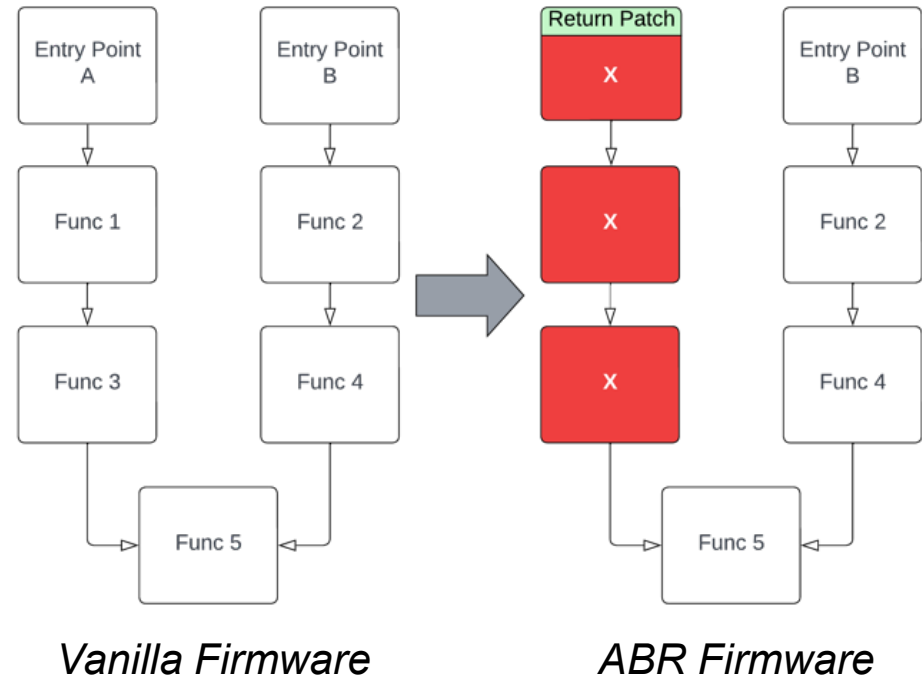 Entry Point
A
Entry Point
B
Return Patch
X
Entry Point
B
Func 1
Func 2
X
Func 2
Func 3
Func 4
X
Func 4
Func 5
Func 5
Vanilla Firmware
ABR Firmware